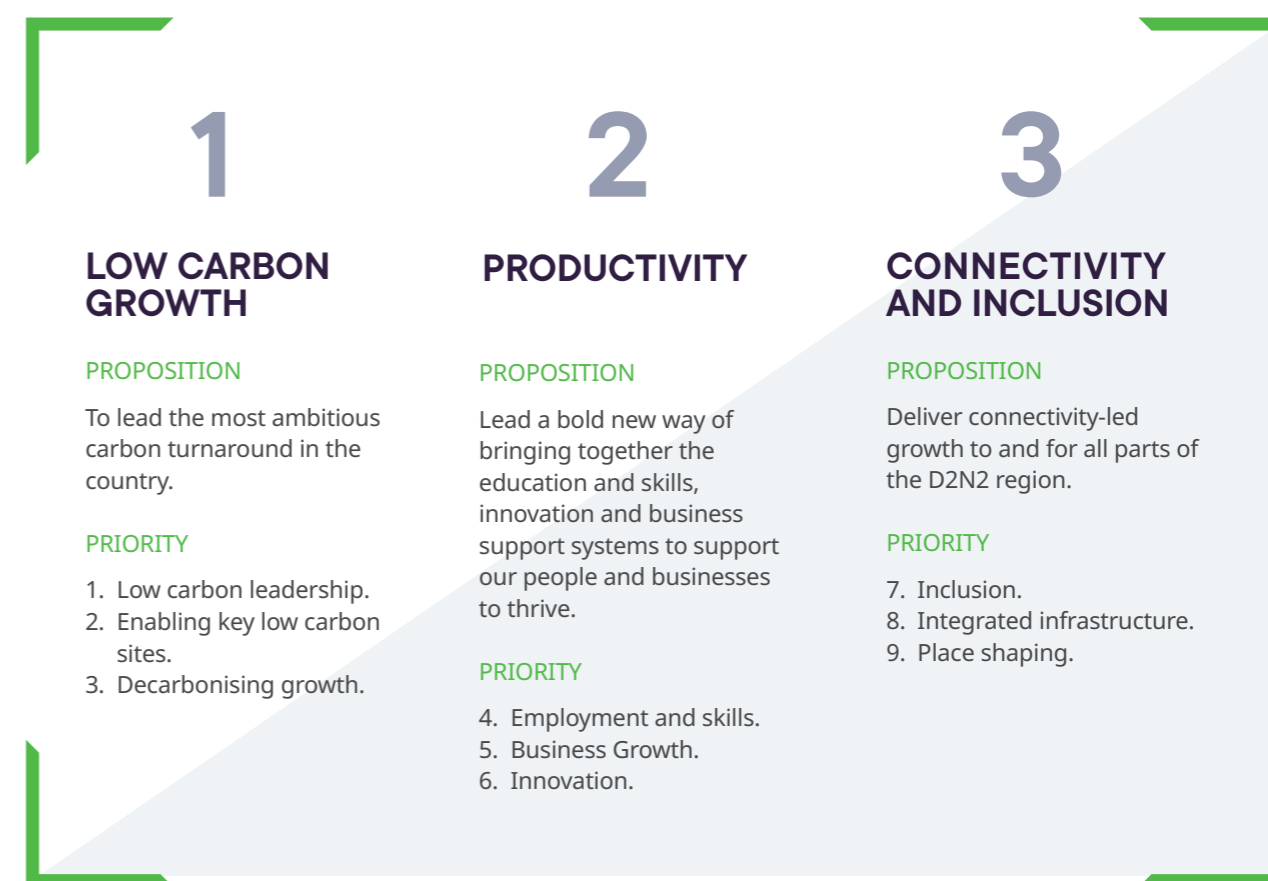 1
LOW CARBON
GROWTH
PROPOSITION
To lead the most ambitious
carbon turnaround in the
country.
PRIORITY
1. Low carbon leadership.
2. Enabling key low carbon
sites.
3. Decarbonising growth.
2
PRODUCTIVITY
PROPOSITION
Lead a bold new way of
bringing together the
education and skills,
innovation and business
support systems to support
our people and businesses
to thrive.
PRIORITY
4. Employment and skills.
5. Business Growth.
6. Innovation.
3
CONNECTIVITY
AND INCLUSION
PROPOSITION
Deliver connectivity-led
growth to and for all parts of
the D2N2 region.
PRIORITY
7. Inclusion.
8. Integrated infrastructure.
9. Place shaping.